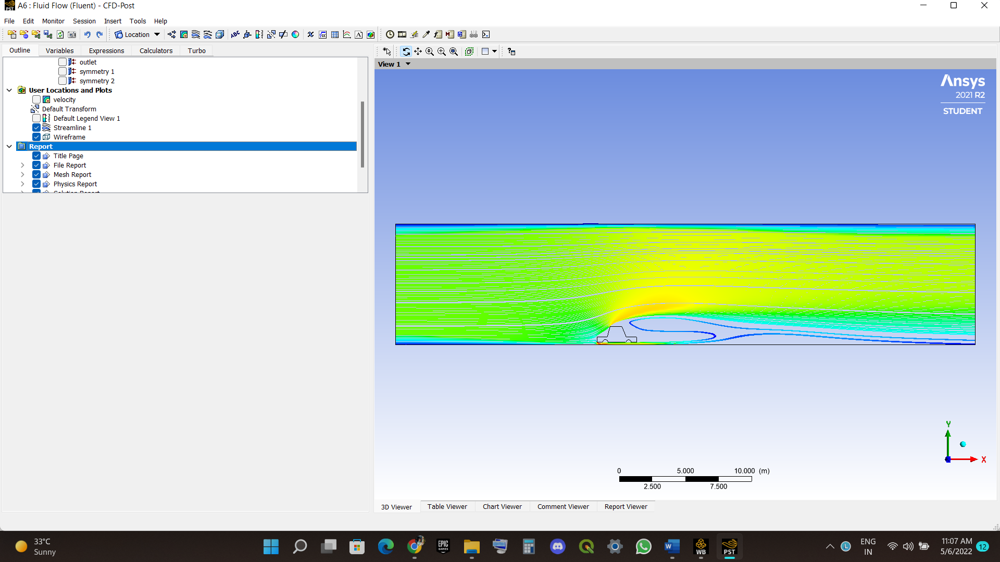 A6 : Fluid Flow (Fluent) - CFD-Post
File Edit Monitor Session Insert Tools Help
Location
Outline Variables Expressions Calculators Turbo
outlet
symmetry 1
symmetry 2
User Locations and Plots
velocity
Default Transform
Default Legend View 1
Streamline 1
Wireframe
Report
Title Page
File Report
Mesh Report
Physics Report
Solution Report
View 1
Ansys
2021 R2
STUDENT
Y
X
0 5.000 10.000 (m)
2.500 7.500
3D Viewer Table Viewer Chart Viewer Comment Viewer Report Viewer
33°C
Sunny
EPIC
GAMES
W
WB
PST
L
ENG
IN
11:07 AM
5/6/2022
12